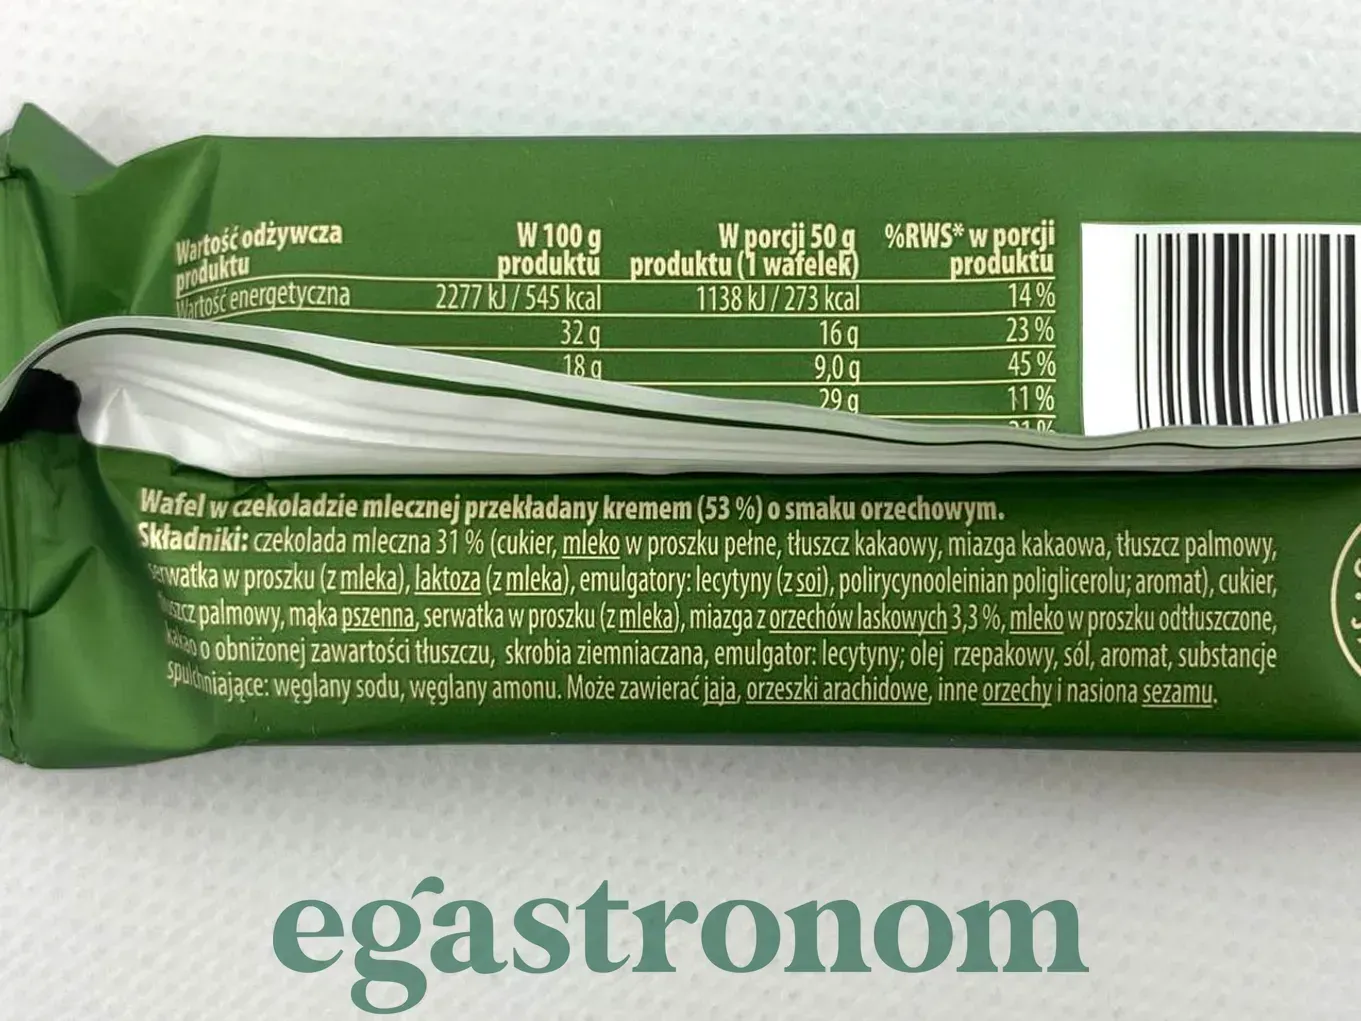 Wartość odżywcza produktu W 100 g produktu W porcji 50 g produktu (1 wafelek) %RWS* w porcji produktu
Wartość energetyczna 2277 kJ / 545 kcal 1138 kJ / 273 kcal 14 %
32 g 16 g 23 %
18 g 9,0 g 45 %
29 g 11 %
Wafel w czekoladzie mlecznej przekładany kremem (53 %) o smaku orzechowym.
Składniki: czekolada mleczna 31 % (cukier, mleko w proszku pełne, tłuszcz kakaowy, miazga kakaowa, tłuszcz palmowy,
serwatka w proszku (z mleka), laktoza (z mleka), emulgatory: lecytyny (z soi), polirycynooleinian poliglicerolu; aromat), cukier,
tłuszcz palmowy, mąka pszenna, serwatka w proszku (z mleka), miazga z orzechów laskowych 3,3 %, mleko w proszku odtłuszczone,
kakao o obniżonej zawartości tłuszczu, skrobia ziemniaczana, emulgator: lecytyny; olej rzepakowy, sól, aromat, substancje
spulchniające: węglany sodu, węglany amonu. Może zawierać jaja, orzeszki arachidowe, inne orzechy i nasiona sezamu.
egastronom